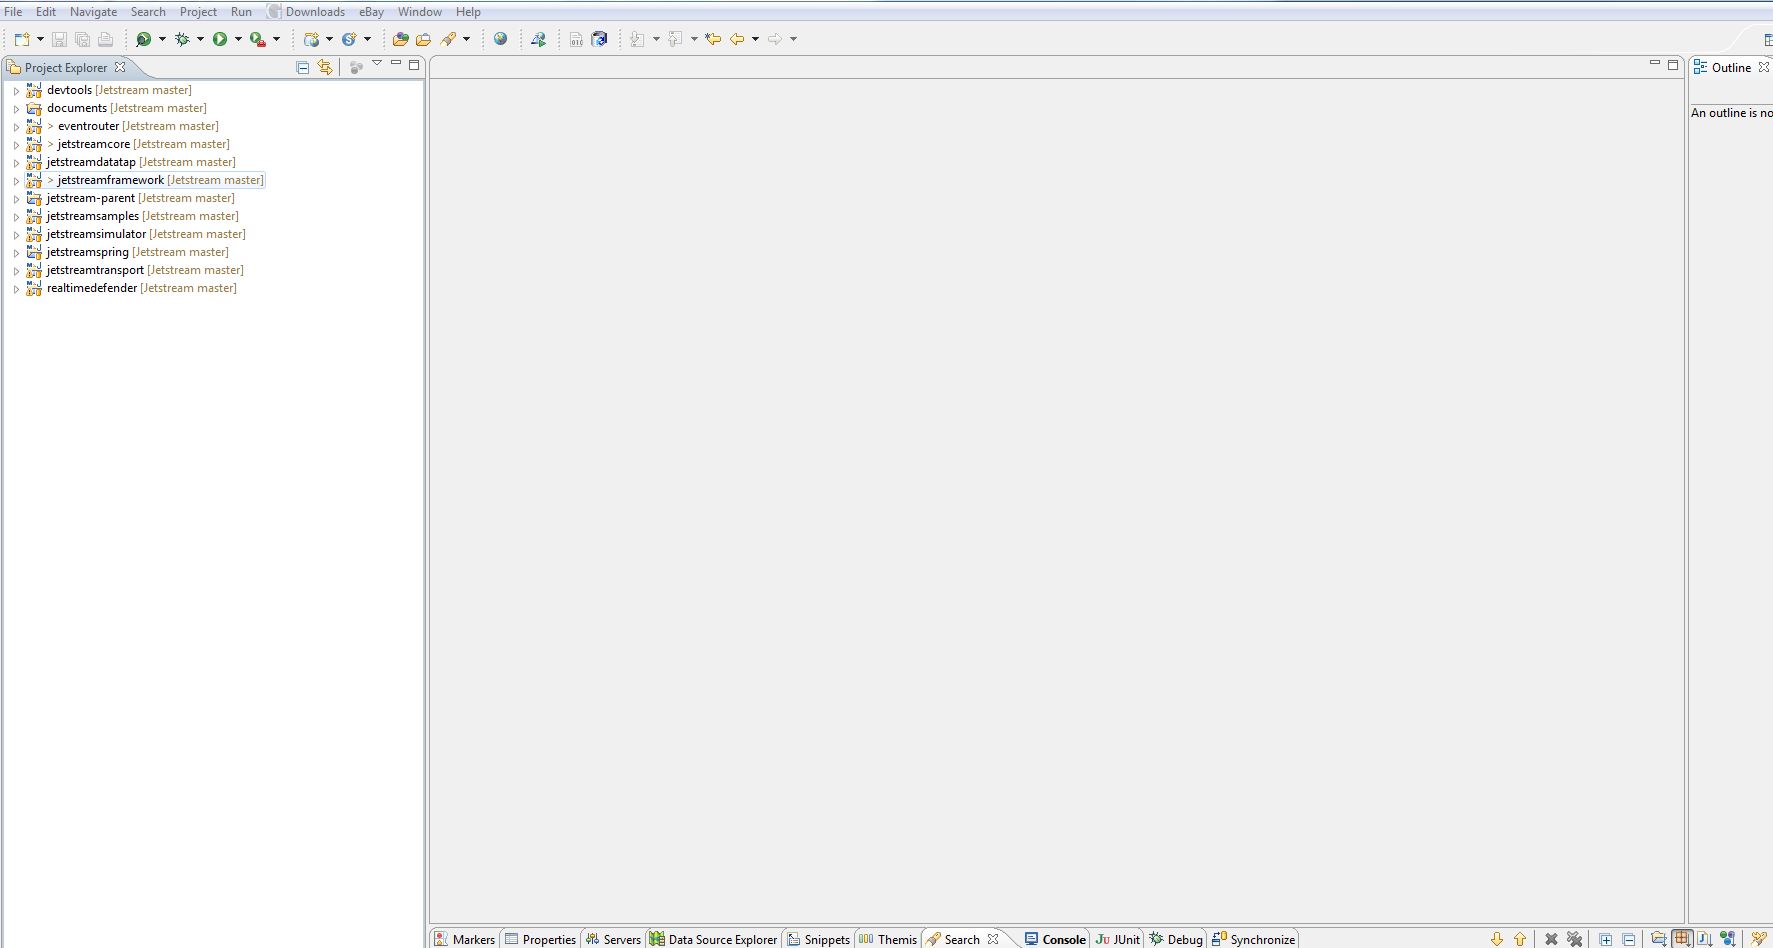 File Edit Navigate Search Project Run Downloads eBay Window Help
Project Explorer
devtools [Jetstream master]
documents [Jetstream master]
> eventrouter [Jetstream master]
> jetstreamcore [Jetstream master]
jetstreamdatatap [Jetstream master]
> jetstreamframework [Jetstream master]
jetstream-parent [Jetstream master]
jetstreamsamples [Jetstream master]
jetstreamsimulator [Jetstream master]
jetstreamspring [Jetstream master]
jetstreamtransport [Jetstream master]
realtimedefender [Jetstream master]
Outline
An outline is no
Markers Properties Servers Data Source Explorer Snippets Themis Search Console Ju JUnit Debug Synchronize